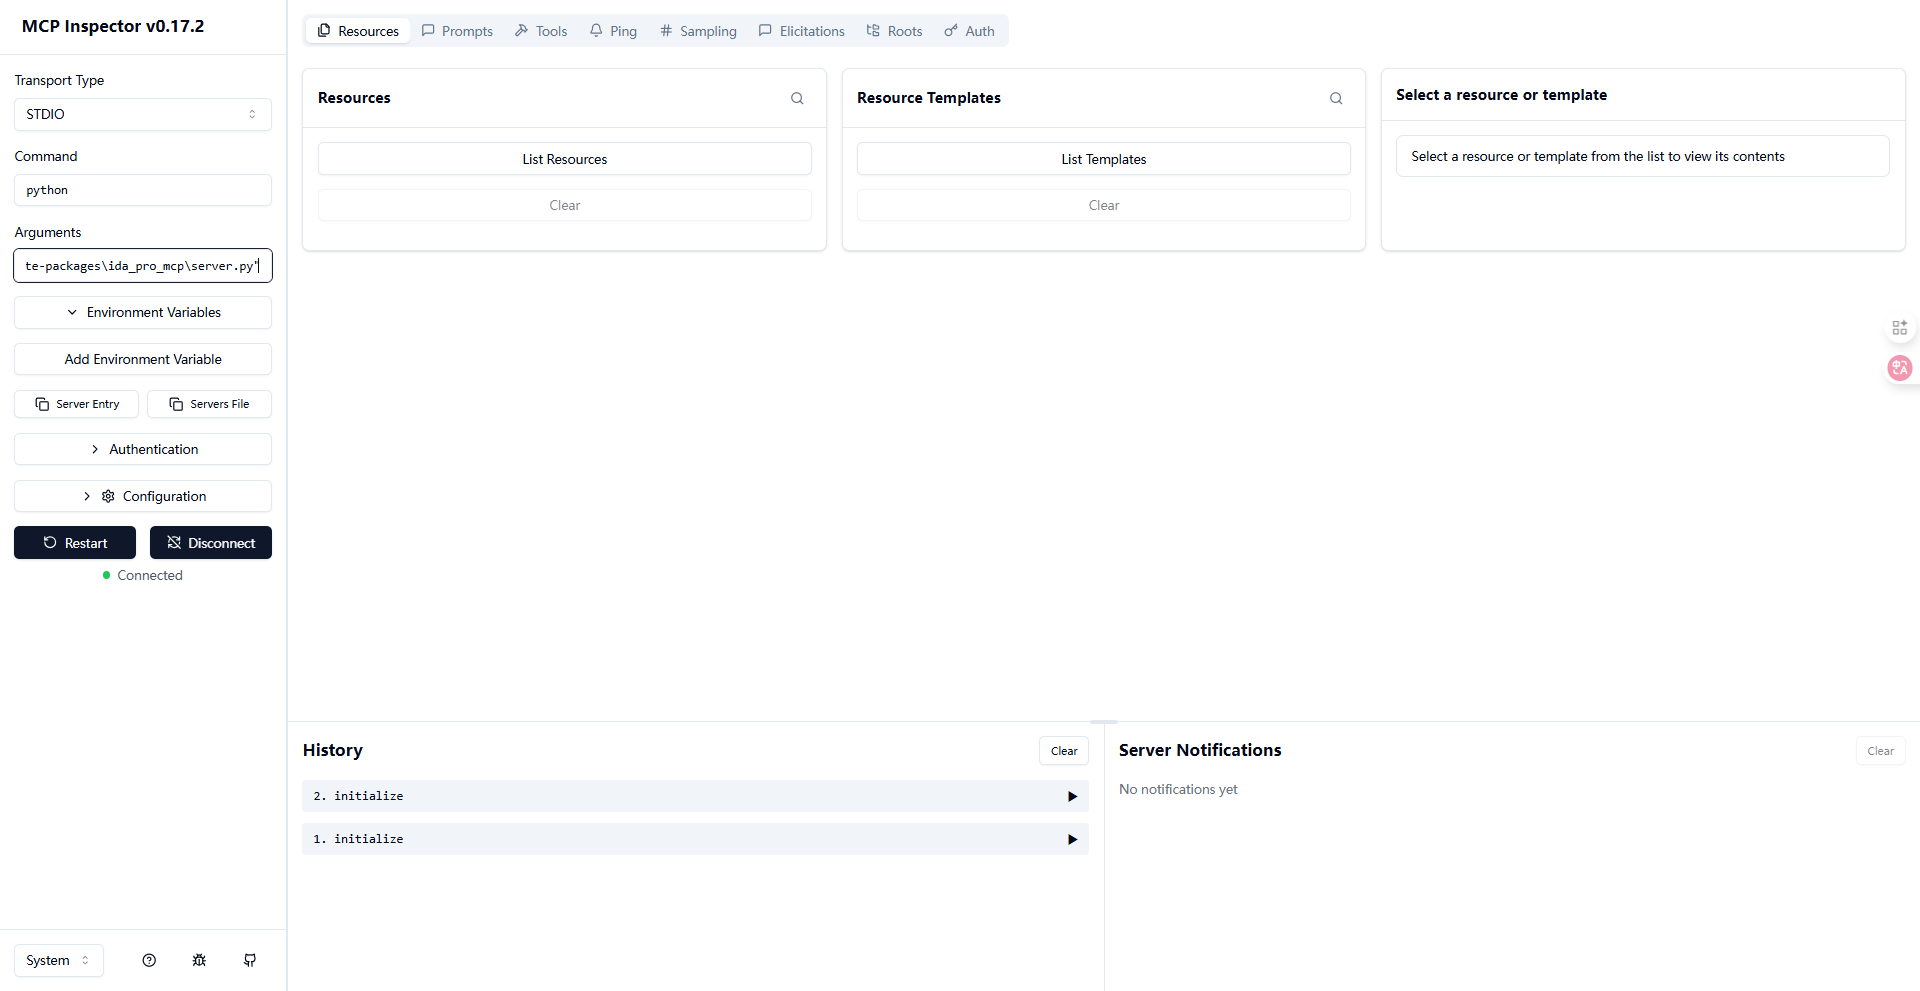 MCP Inspector v0.17.2
Transport Type
STDIO
Command
python
Arguments
te-packages\ida_pro_mcp\server.py"
Environment Variables
Add Environment Variable
Server Entry
Servers File
Authentication
Configuration
Restart
Disconnect
Connected
System
Resources
Prompts
Tools
Ping
Sampling
Elicitations
Roots
Auth
Resources
List Resources
Clear
Resource Templates
List Templates
Clear
Select a resource or template
Select a resource or template from the list to view its contents
History
Clear
2. initialize
1. initialize
Server Notifications
Clear
No notifications yet